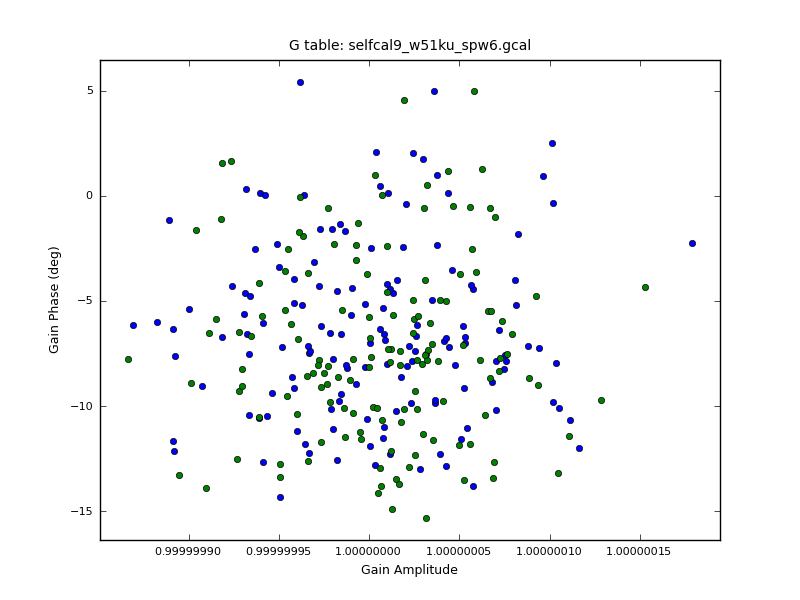 G table: selfcal9_w51ku_spw6.gcal
Gain Phase (deg)
5
0
−5
−10
−15
0.99999990 0.99999995 1.00000000 1.00000005 1.00000010 1.00000015
Gain Amplitude